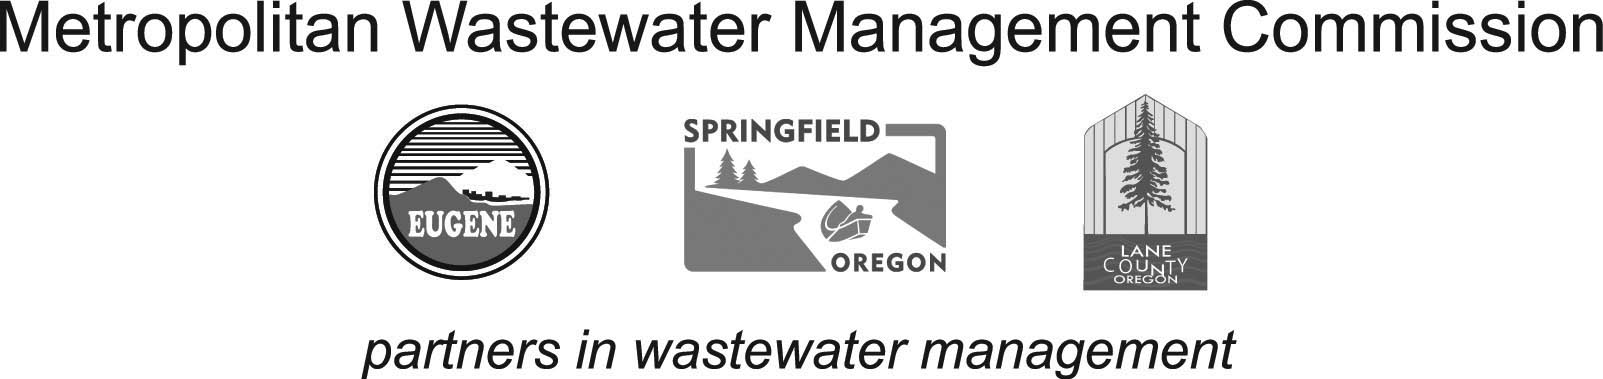 Metropolitan Wastewater Management Commission
EUGENE
SPRINGFIELD
OREGON
LANE
COUNTY
OREGON
partners in wastewater management